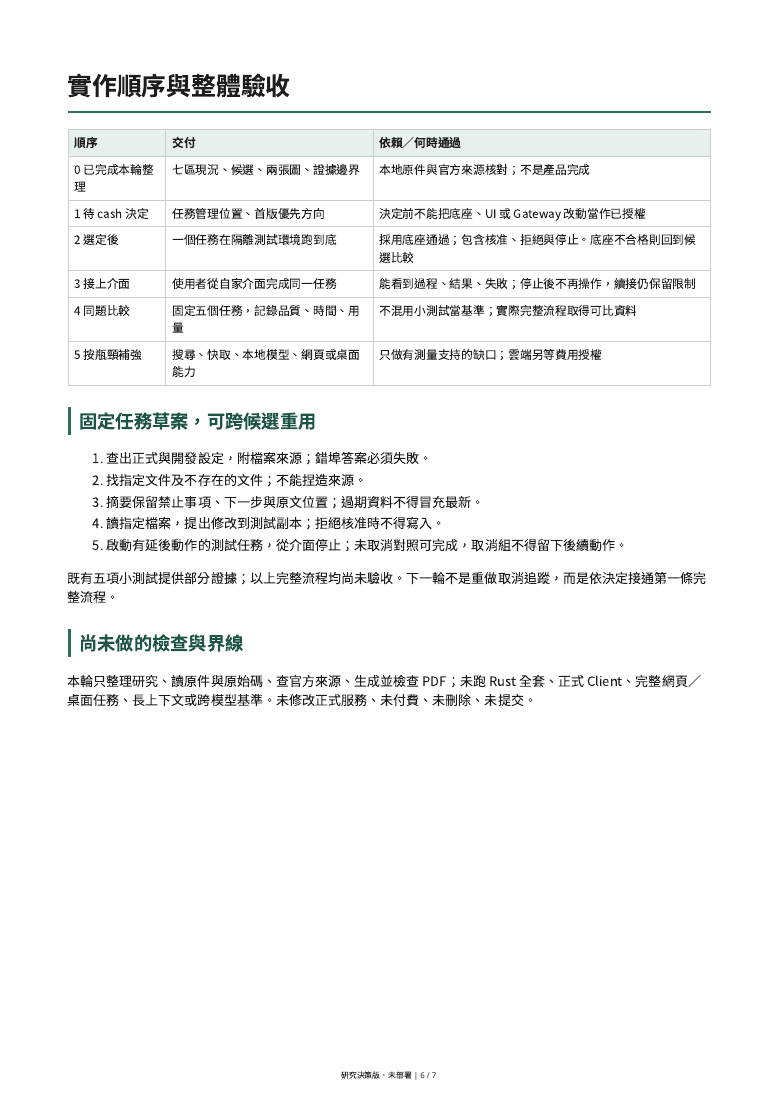 實作順序與整體驗收
順序 交付 依賴／何時通過
0 已完成本輪整理 七區現況、候選、兩張圖、證據邊界 本地原件與官方來源核對；不是產品完成
1 待 cash 決定 任務管理位置、首版優先方向 決定前不能把底座、UI 或 Gateway 改動當作已授權
2 選定後 一個任務在隔離測試環境跑到底 採用底座通過；包含核准、拒絕與停止。底座不合格則回到候選比較
3 接上介面 使用者從自家介面完成同一任務 能看到過程、結果、失敗；停止後不再操作，續接仍保留限制
4 同題比較 固定五個任務，記錄品質、時間、用量 不混用小測試當基準；實際完整流程取得可比資料
5 按瓶頸補強 搜尋、快取、本地模型、網頁或桌面能力 只做有測量支持的缺口；雲端另等費用授權
固定任務草案，可跨候選重用
1. 查出正式與開發設定，附檔案來源；錯埠答案必須失敗。
2. 找指定文件及不存在的文件；不能捏造來源。
3. 摘要保留禁止事項、下一步與原文位置；過期資料不得冒充最新。
4. 讀指定檔案，提出修改到測試副本；拒絕核准時不得寫入。
5. 啟動有延後動作的測試任務，從介面停止；未取消對照可完成，取消組不得留下後續動作。
既有五項小測試提供部分證據；以上完整流程均尚未驗收。下一輪不是重做取消追蹤，而是依決定接通第一條完
整流程。
尚未做的檢查與界線
本輪只整理研究、讀原件與原始碼、查官方來源、生成並檢查 PDF；未跑 Rust 全套、正式 Client、完整網頁／
桌面任務、長上下文或跨模型基準。未修改正式服務、未付費、未刪除、未提交。
研究決策版・未部署 | 6 / 7